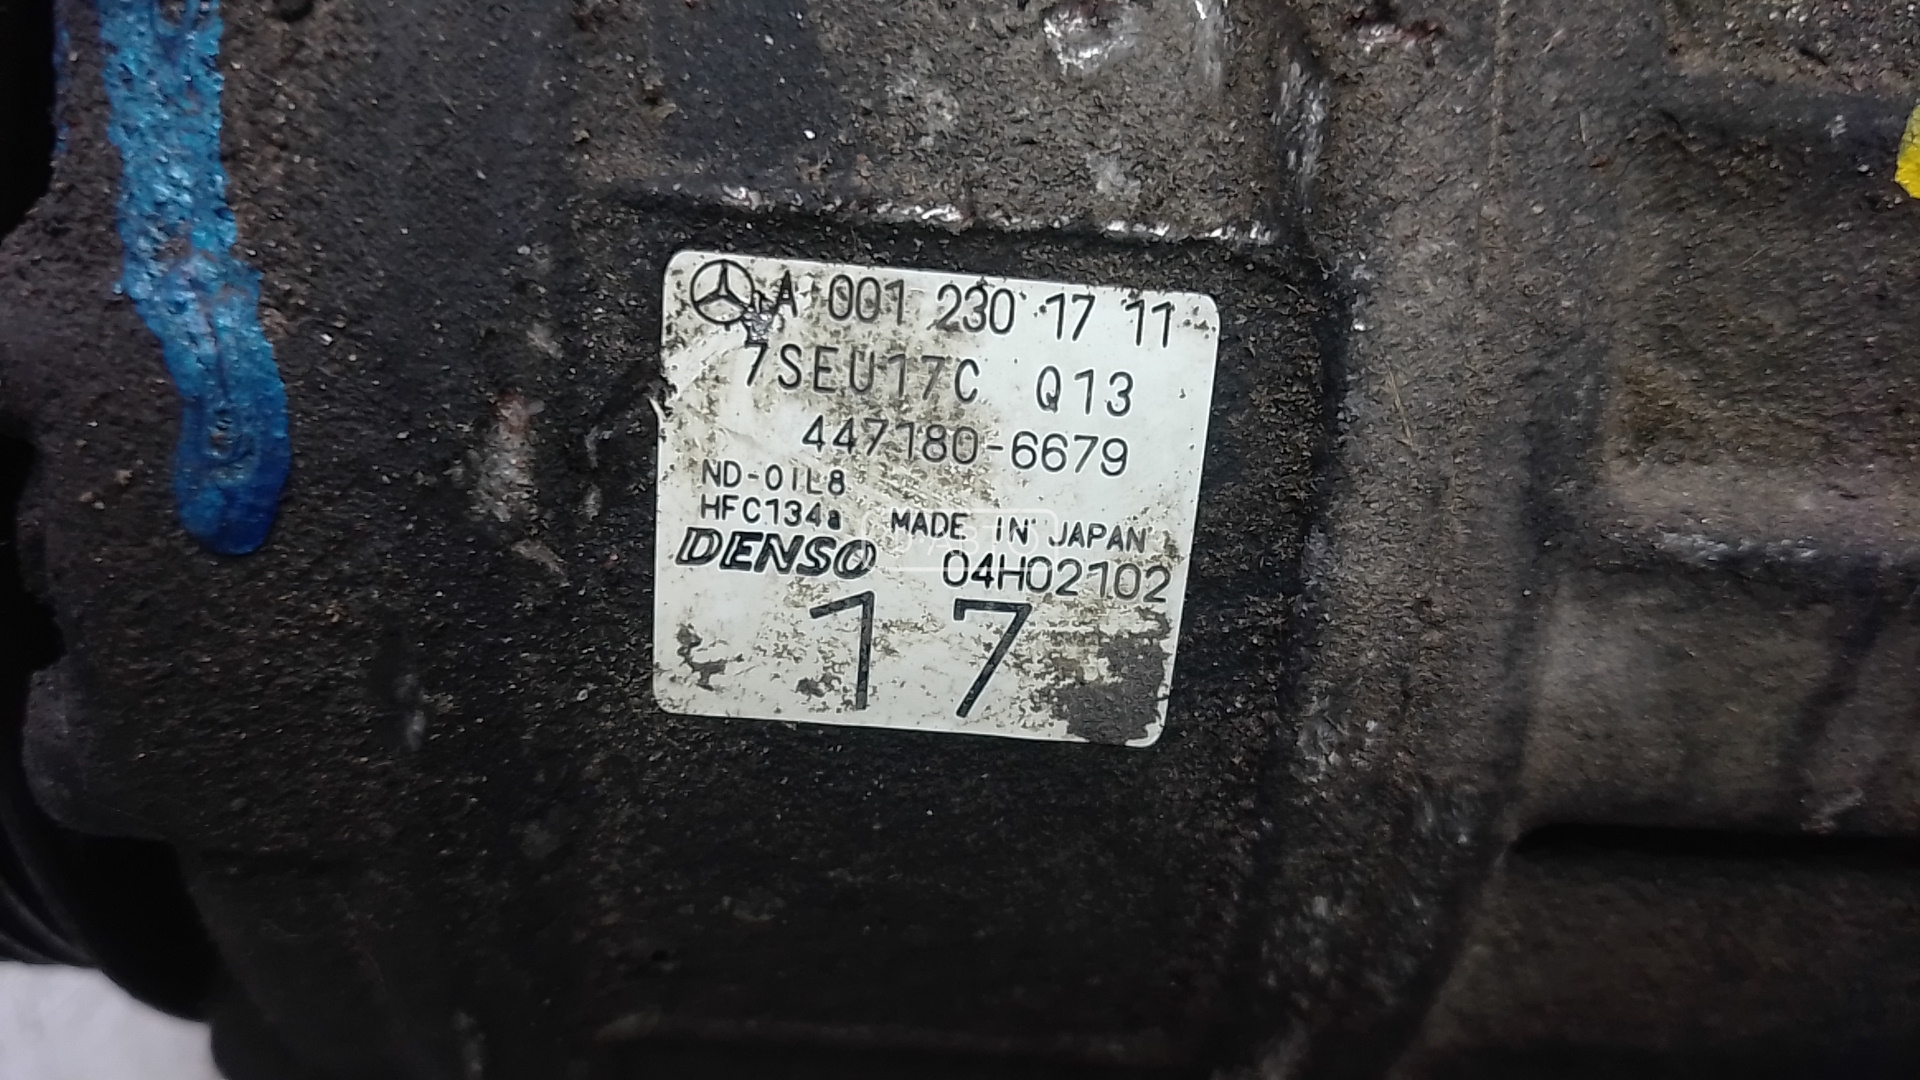 A 001 230 17 11
7SEU17C Q13
447180-6679
ND-OIL8
HFC134a MADE IN JAPAN
DENSO 04H02102
17